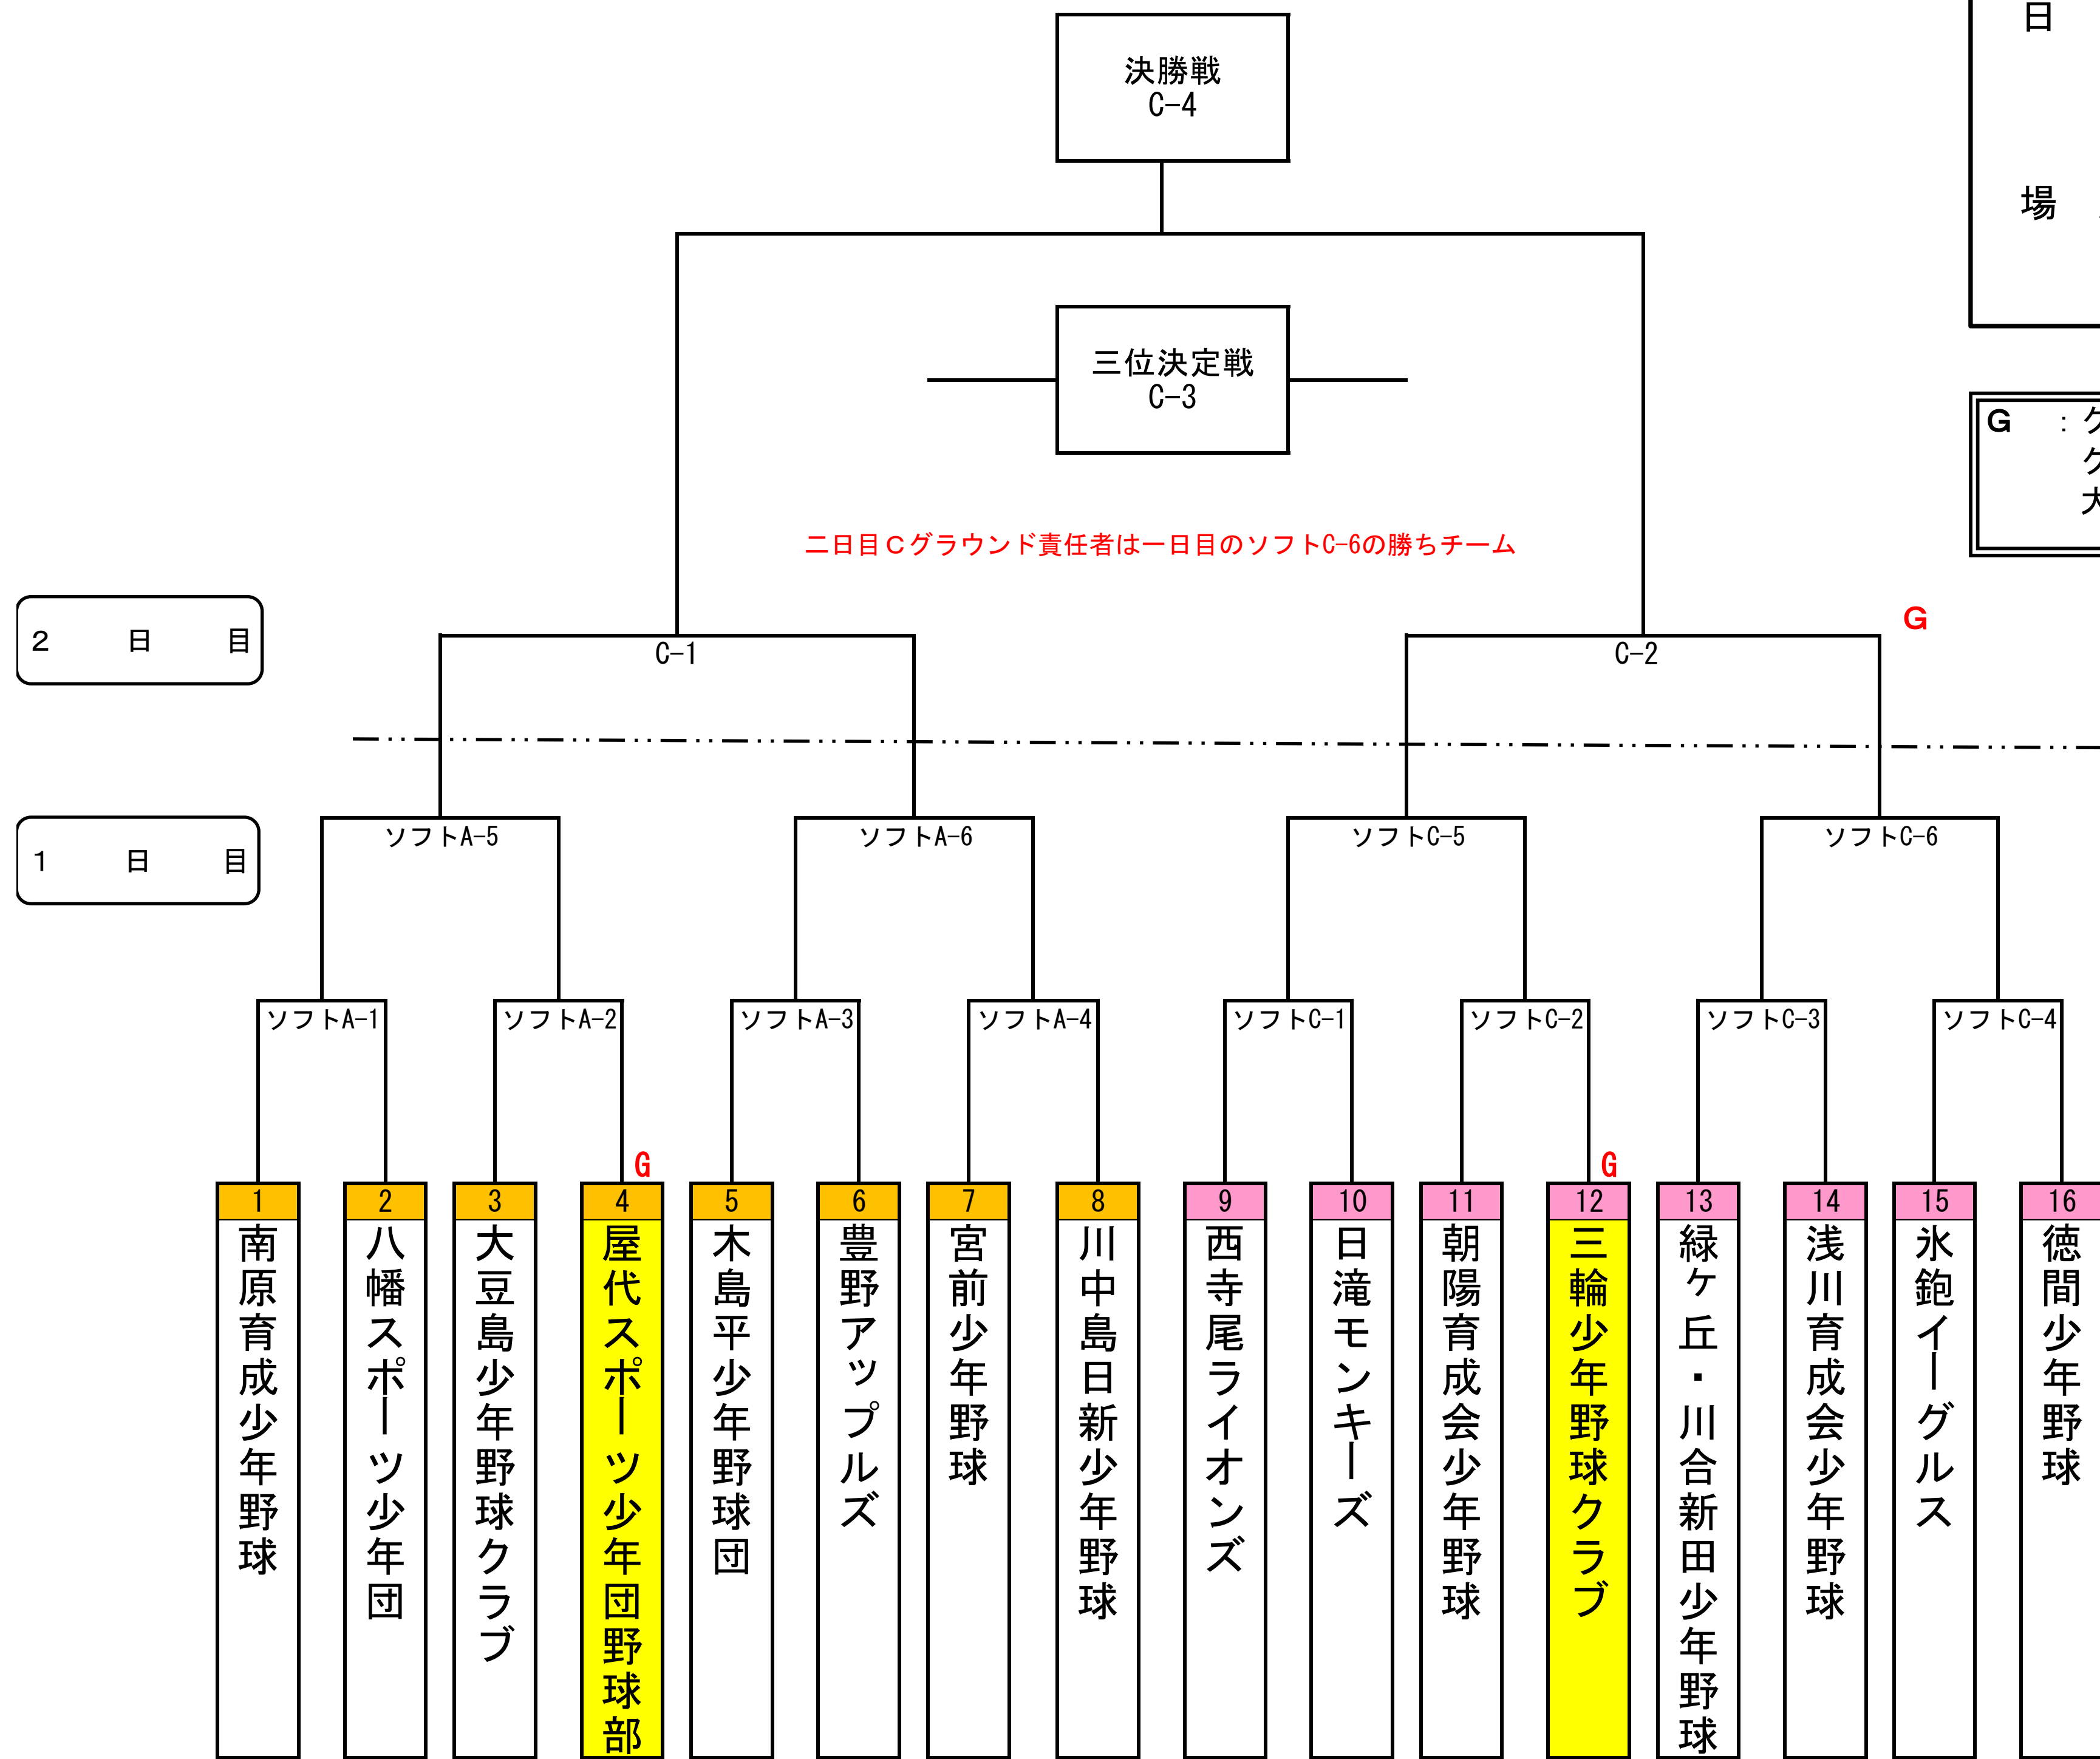 日
決勝戦
C-4
場
三位決定戦
C-3
G :
二日目Cグラウンド責任者は一日目のソフトC-6の勝ちチーム
G
2 日 目
C-1
C-2
1 日 目
ソフトA-5
ソフトA-6
ソフトC-5
ソフトC-6
ソフトA-1
ソフトA-2
ソフトA-3
ソフトA-4
ソフトC-1
ソフトC-2
ソフトC-3
ソフトC-4
G
G
1
南原育成少年野球
2
八幡スポーツ少年団
3
大豆島少年野球クラブ
4
屋代スポーツ少年団野球部
5
木島平少年野球団
6
豊野アップルズ
7
宮前少年野球
8
川中島日新少年野球
9
西寺尾ライオンズ
10
日滝モンキーズ
11
朝陽育成会少年野球
12
三輪少年野球クラブ
13
緑ヶ丘・川合新田少年野球
14
浅川育成会少年野球
15
氷鉋イーグルス
16
徳間少年野球